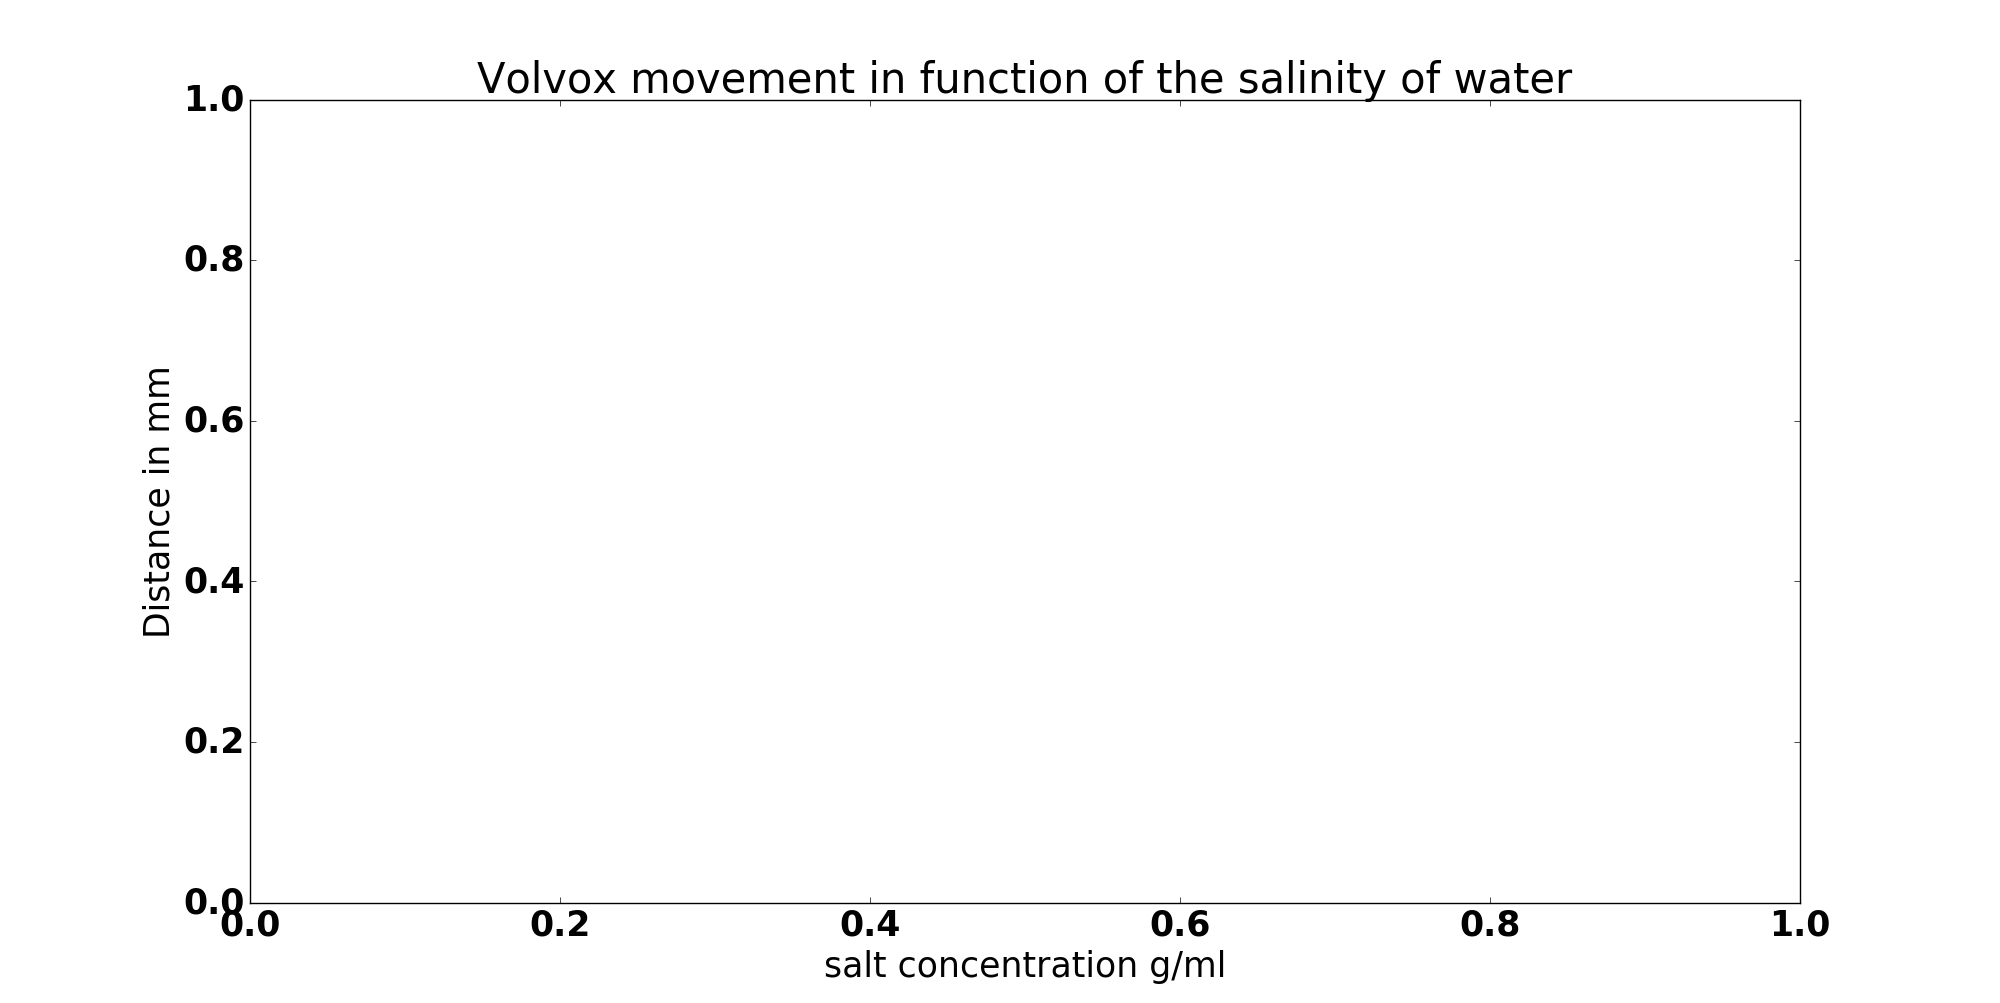 Volvox movement in function of the salinity of water
1.0
0.8
0.6
0.4
0.2
0.0
Distance in mm
0.0 0.2 0.4 0.6 0.8 1.0
salt concentration g/ml